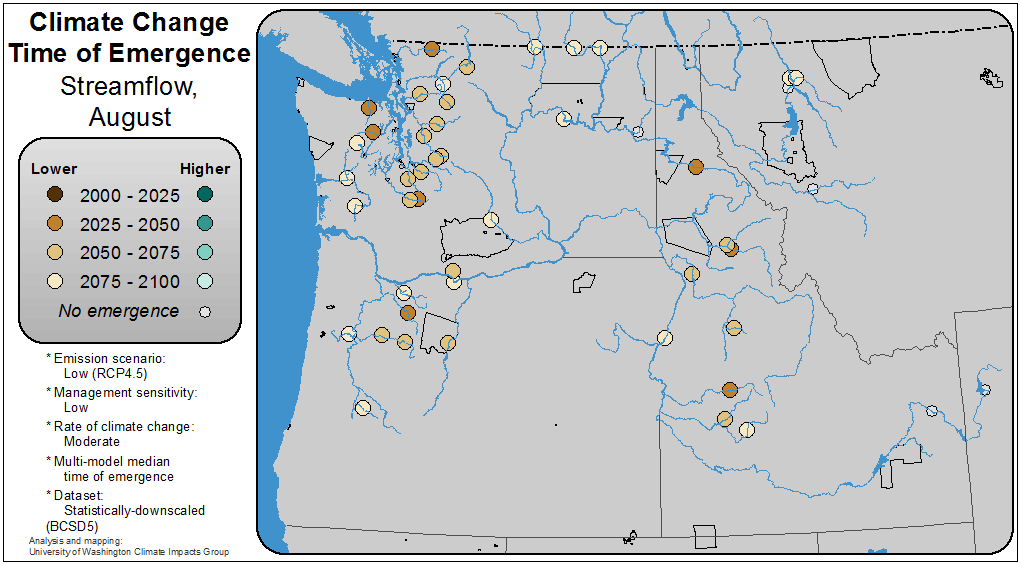 Climate Change
Time of Emergence
Streamflow,
August
Lower Higher
2000 - 2025
2025 - 2050
2050 - 2075
2075 - 2100
No emergence
* Emission scenario:
Low (RCP4.5)
* Management sensitivity:
Low
* Rate of climate change:
Moderate
* Multi-model median
time of emergence
* Dataset:
Statistically-downscaled
(BCSD5)
Analysis and mapping:
University of Washington Climate Impacts Group